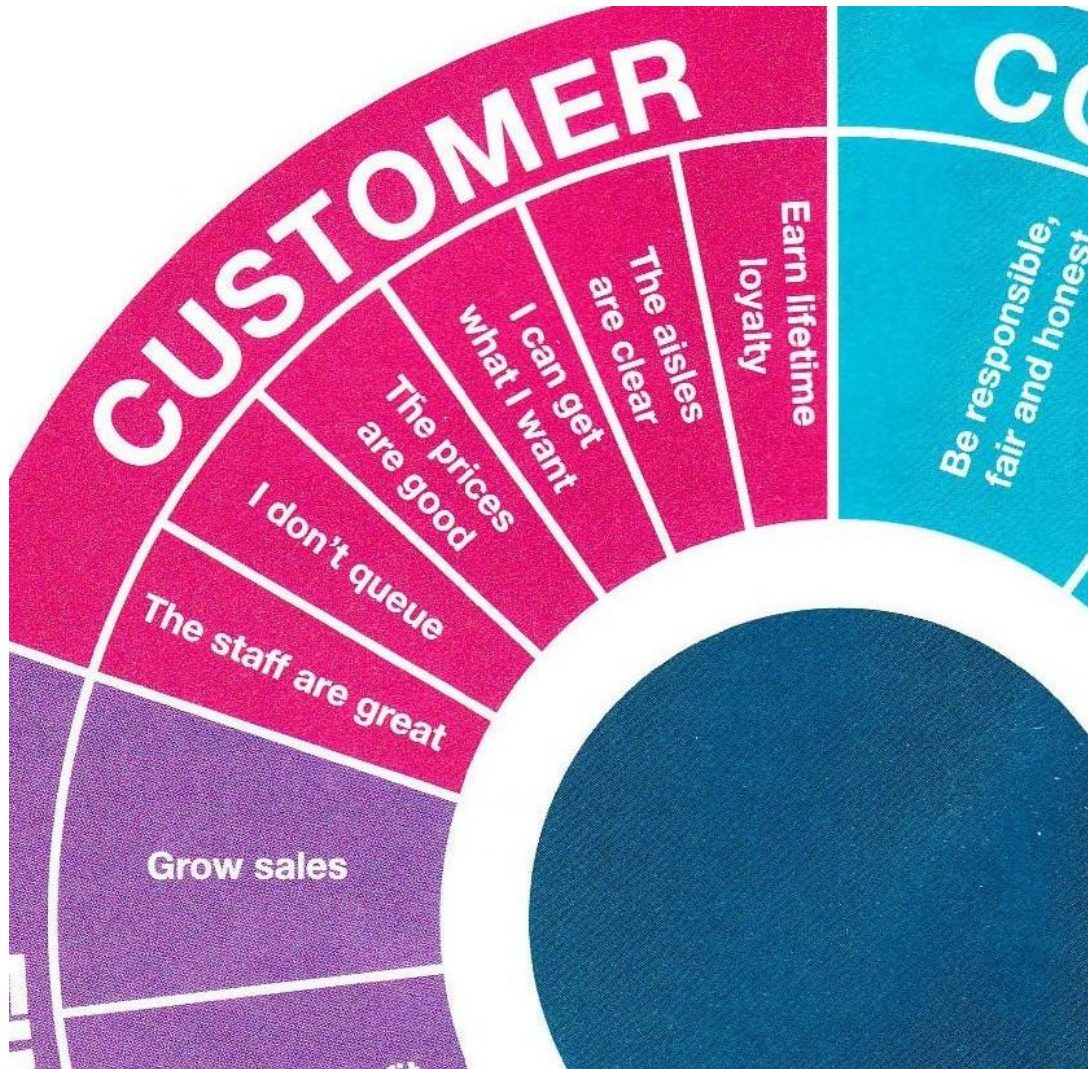 CUSTOMER
Earn lifetime
loyalty
The aisles
are clear
I can get
what I want
The prices
are good
I don't queue
The staff are great
Be responsible,
fair and honest
Grow sales